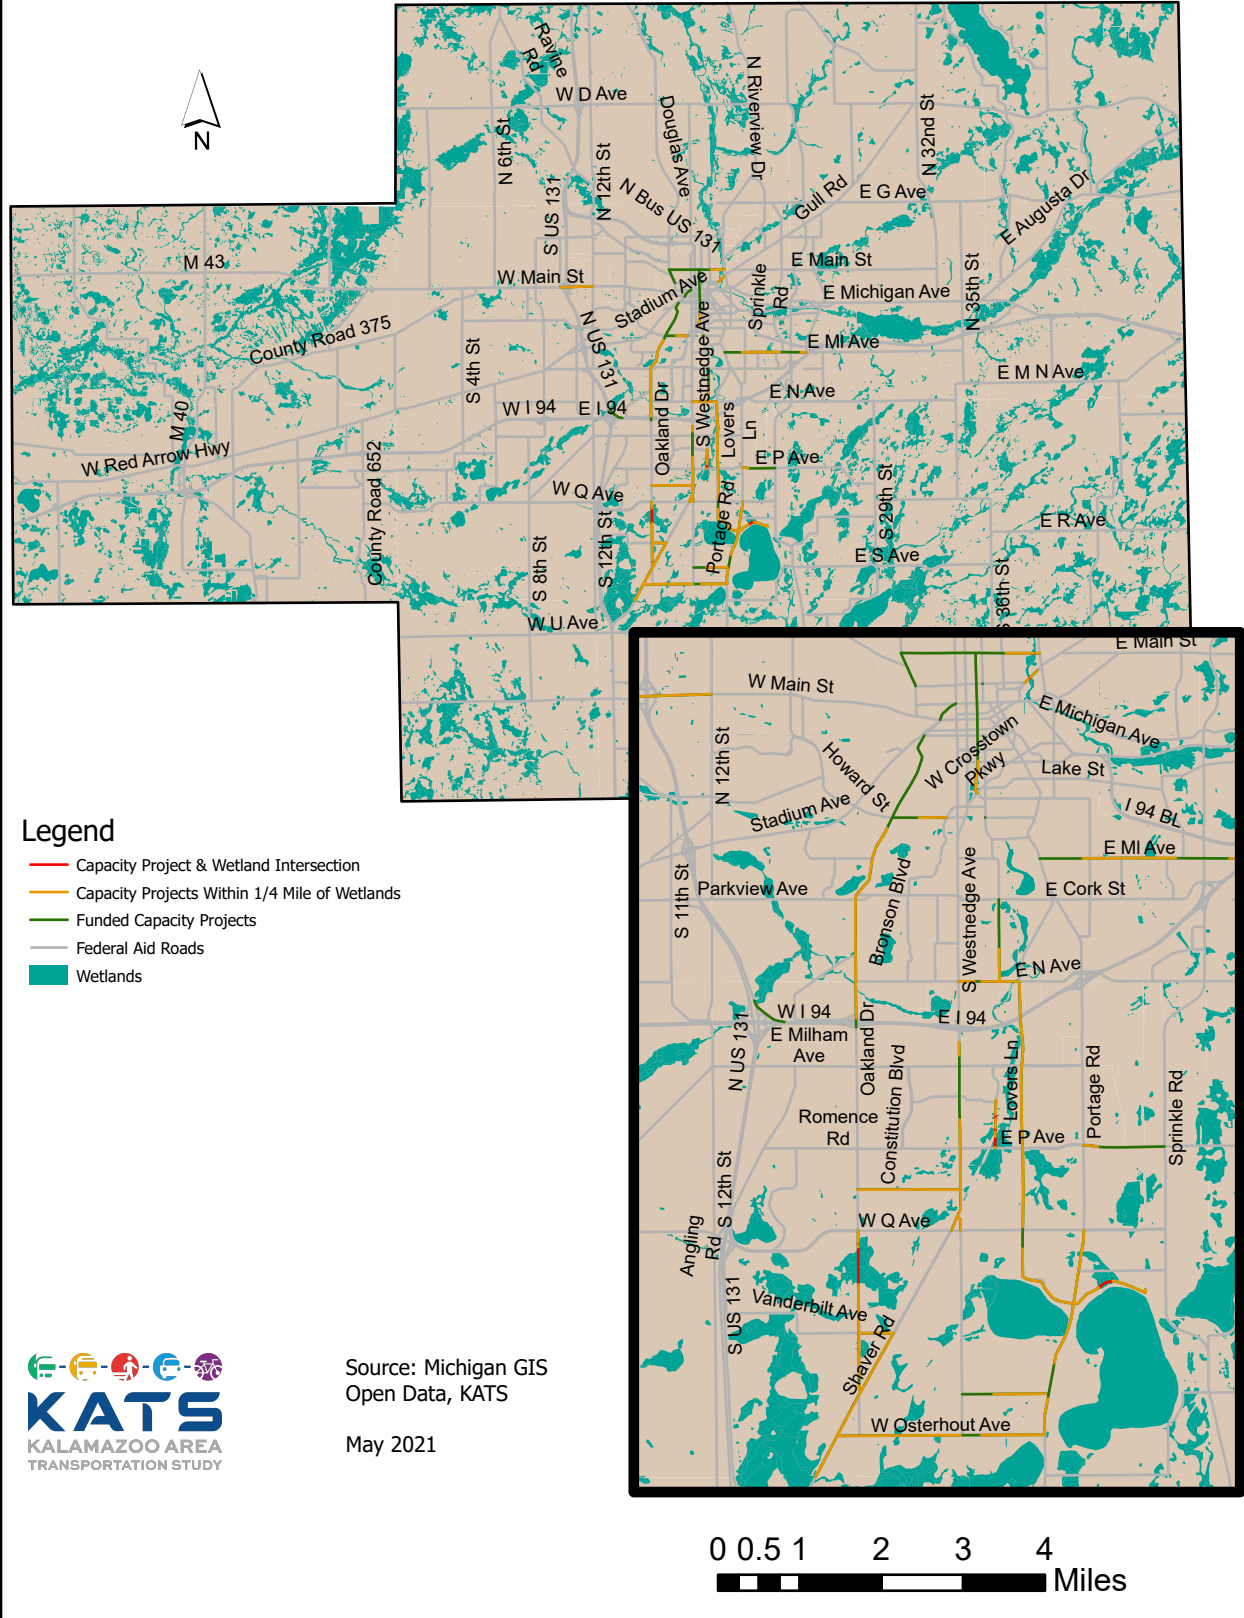 Ravine
Rd
W D Ave
N Riverview Dr
Douglas Ave
N 32nd St
N 6th St
N 12th St
S US 131
N Bus US 131
Gull Rd
E G Ave
E Augusta Dr
M 43
W Main St
E Main St
Stadium Ave
Sprinkle
Rd
E Michigan Ave
N 35th St
County Road 375
N US 131
S Westnedge Ave
E MI Ave
S 4th St
E M N Ave
E N Ave
W I 94
E I 94
Oakland Dr
Lovers
Ln
M 40
W Red Arrow Hwy
County Road 652
E P Ave
W Q Ave
Portage Rd
S 29th St
S 12th St
E R Ave
S 8th St
E S Ave
S 36th St
W U Ave
E Main St
W Main St
E Michigan Ave
N 12th St
Howard St
W Crosstown
Pkwy
Lake St
Stadium Ave
I 94 BL
E MI Ave
S 11th St
Parkview Ave
Bronson Blvd
S Westnedge Ave
E Cork St
E N Ave
W I 94
E I 94
N US 131
E Milham
Ave
Oakland Dr
Constitution Blvd
Lovers Ln
Portage Rd
Sprinkle Rd
Romence
Rd
E P Ave
S 12th St
W Q Ave
Angling
Rd
S US 131
Vanderbilt Ave
Shaver Rd
W Osterhout Ave
N
Legend
Capacity Project & Wetland Intersection
Capacity Projects Within 1/4 Mile of Wetlands
Funded Capacity Projects
Federal Aid Roads
Wetlands
KATS
KALAMAZOO AREA
TRANSPORTATION STUDY
Source: Michigan GIS
Open Data, KATS
May 2021
0 0.5 1 2 3 4
Miles